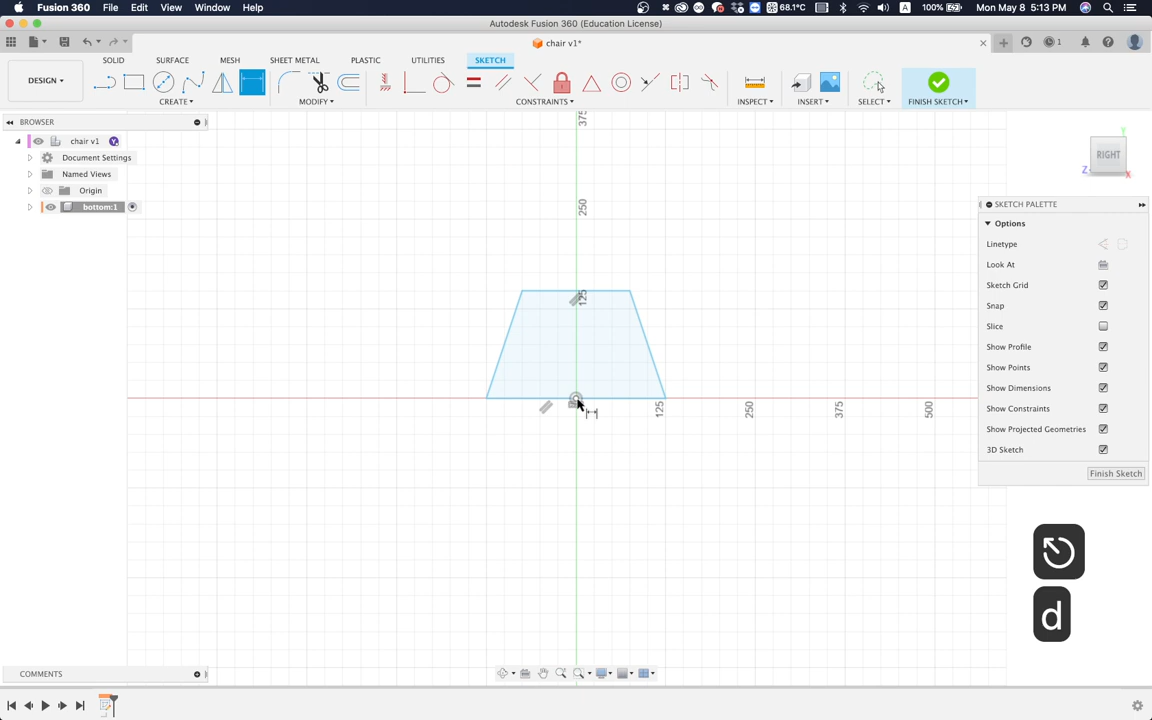 Fusion 360 File Edit View Window Help 68.1°C A 100% Mon May 8 5:13 PM
Autodesk Fusion 360 (Education License)
chair v1* 1
SOLID SURFACE MESH SHEET METAL PLASTIC UTILITIES SKETCH
DESIGN
CREATE MODIFY CONSTRAINTS INSPECT INSERT SELECT FINISH SKETCH
BROWSER
chair v1
Document Settings
Named Views
Origin
bottom:1
375
250
125
125 250 375 500
RIGHT
Z Y X
SKETCH PALETTE
Options
Linetype
Look At
Sketch Grid
Snap
Slice
Show Profile
Show Points
Show Dimensions
Show Constraints
Show Projected Geometries
3D Sketch
Finish Sketch
d
COMMENTS